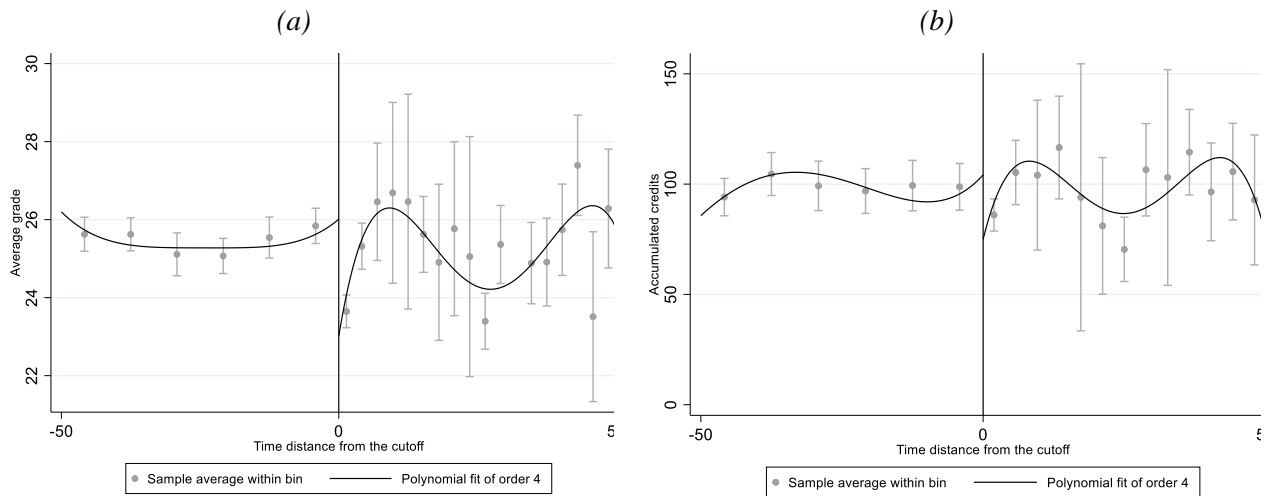 (a)
Average grade
30
28
26
24
22
-50
0
5
Time distance from the cutoff
Sample average within bin
Polynomial fit of order 4
(b)
Accumulated credits
150
100
50
0
-50
0
5
Time distance from the cutoff
Sample average within bin
Polynomial fit of order 4